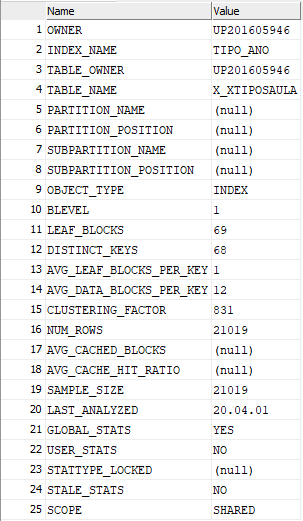 Name Value
1 OWNER UP201605946
2 INDEX_NAME TIPO_ANO
3 TABLE_OWNER UP201605946
4 TABLE_NAME X_XTIPOSAULA
5 PARTITION_NAME (null)
6 PARTITION_POSITION (null)
7 SUBPARTITION_NAME (null)
8 SUBPARTITION_POSITION (null)
9 OBJECT_TYPE INDEX
10 BLEVEL 1
11 LEAF_BLOCKS 69
12 DISTINCT_KEYS 68
13 AVG_LEAF_BLOCKS_PER_KEY 1
14 AVG_DATA_BLOCKS_PER_KEY 12
15 CLUSTERING_FACTOR 831
16 NUM_ROWS 21019
17 AVG_CACHED_BLOCKS (null)
18 AVG_CACHE_HIT_RATIO (null)
19 SAMPLE_SIZE 21019
20 LAST_ANALYZED 20.04.01
21 GLOBAL_STATS YES
22 USER_STATS NO
23 STATTYPE_LOCKED (null)
24 STALE_STATS NO
25 SCOPE SHARED